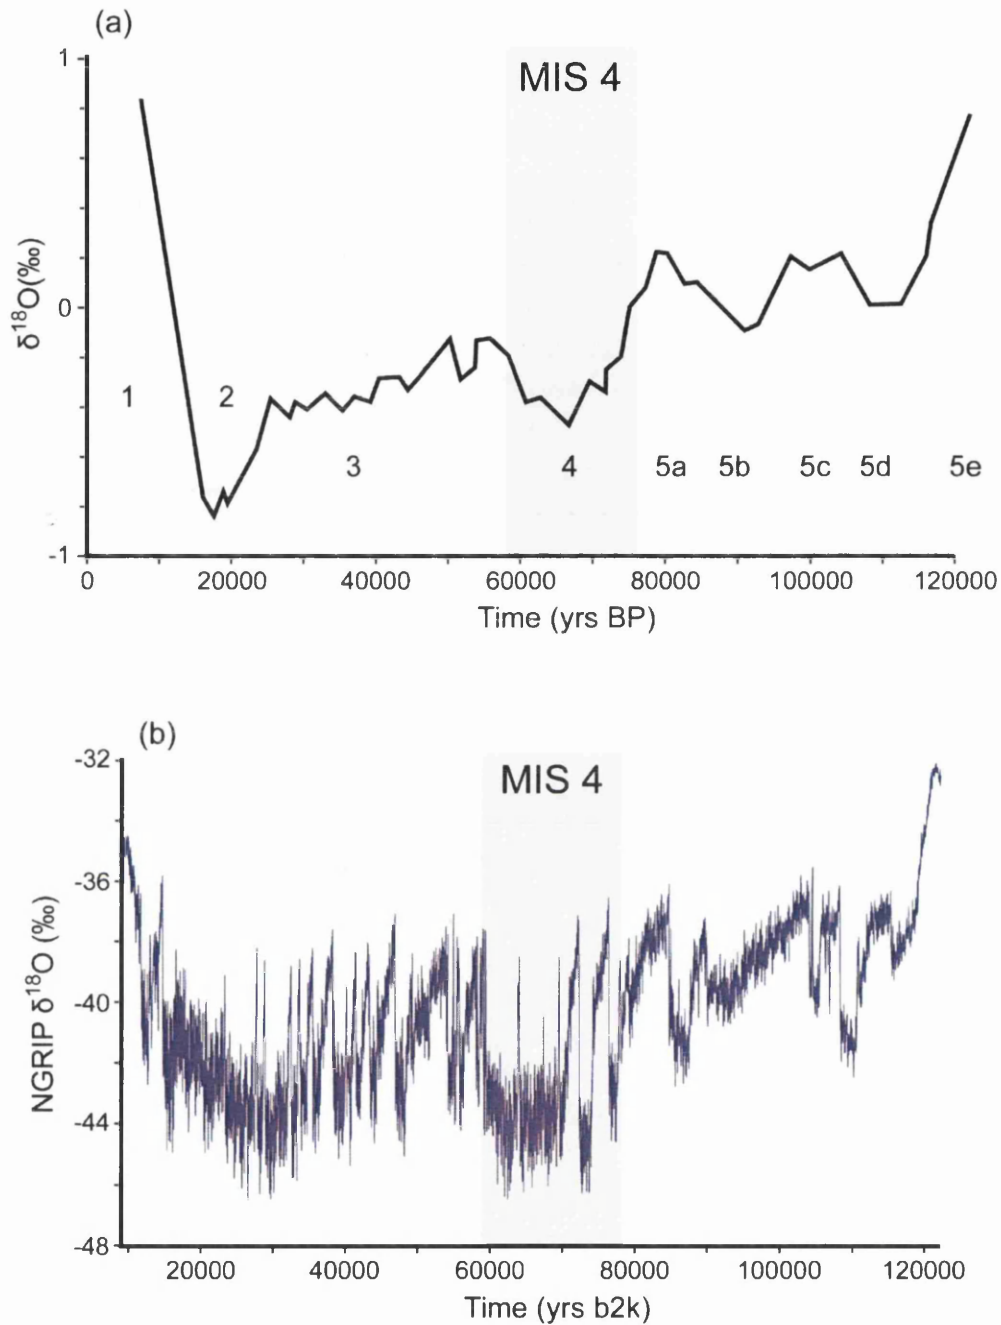 (a)
MIS 4
1
0
-1
δ¹⁸O(‰)
1 2 3 4 5a 5b 5c 5d 5e
0 20000 40000 60000 80000 100000 120000
Time (yrs BP)
(b)
MIS 4
-32
-36
-40
-44
-48
NGRIP δ¹⁸O (‰)
20000 40000 60000 80000 100000 120000
Time (yrs b2k)